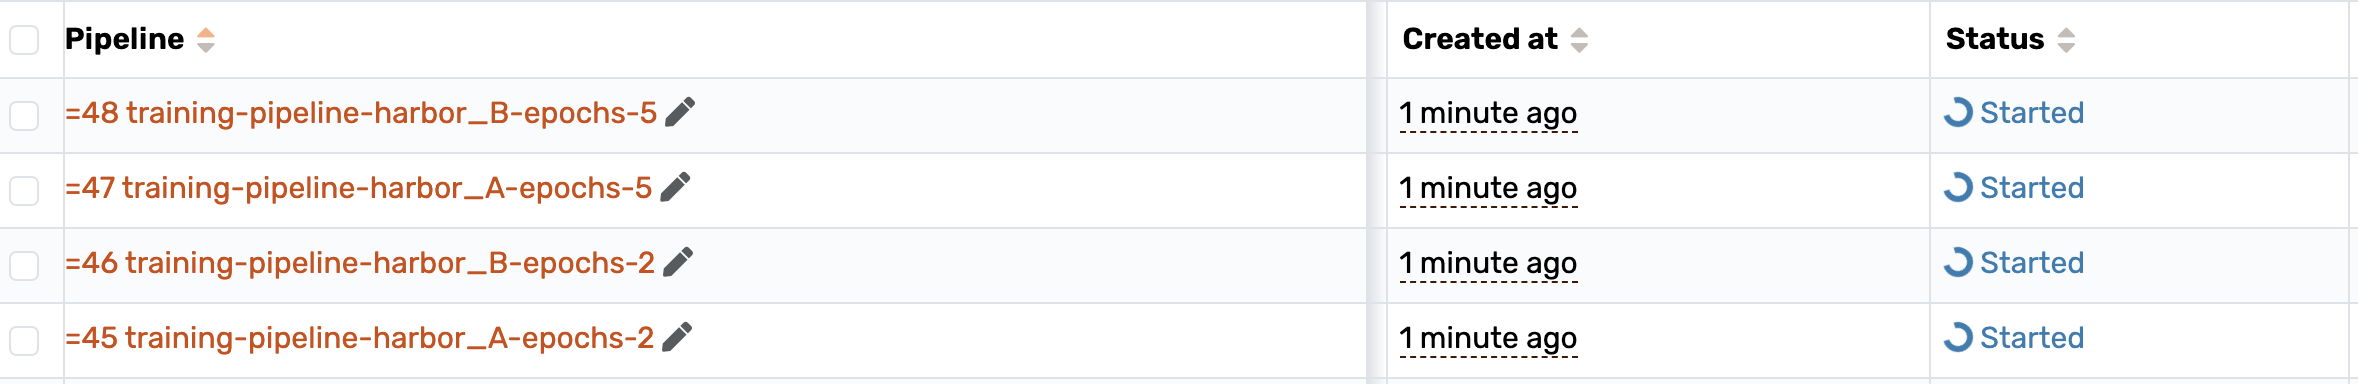 Pipeline Created at Status
=48 training-pipeline-harbor_B-epochs-5 1 minute ago Started
=47 training-pipeline-harbor_A-epochs-5 1 minute ago Started
=46 training-pipeline-harbor_B-epochs-2 1 minute ago Started
=45 training-pipeline-harbor_A-epochs-2 1 minute ago Started